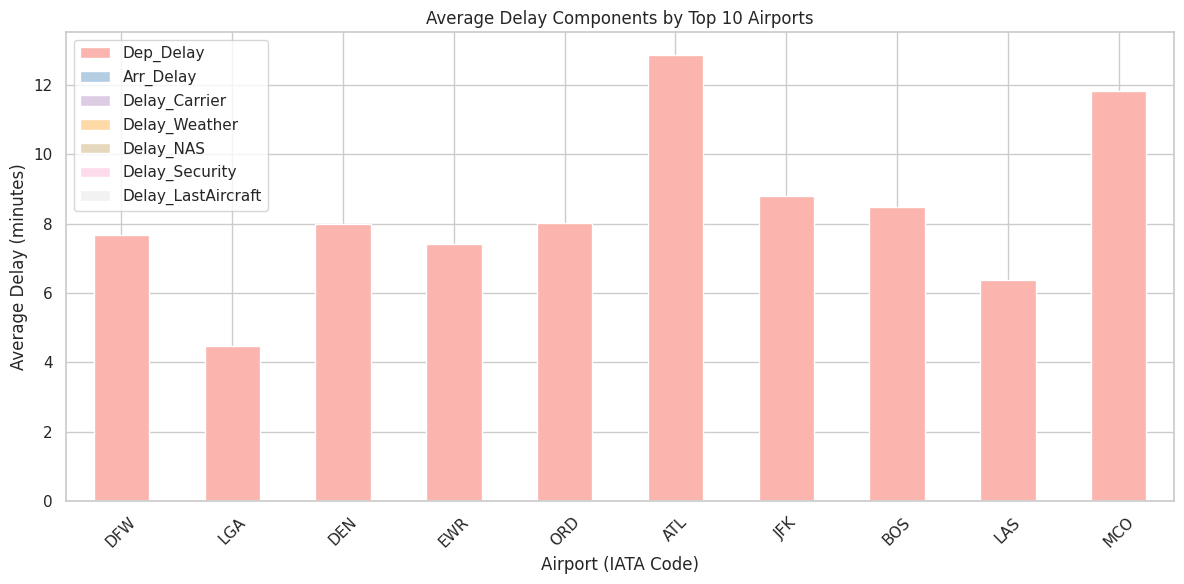 Average Delay Components by Top 10 Airports
Dep_Delay
Arr_Delay
Delay_Carrier
Delay_Weather
Delay_NAS
Delay_Security
Delay_LastAircraft
Average Delay (minutes)
12
10
8
6
4
2
0
DFW
LGA
DEN
EWR
ORD
ATL
JFK
BOS
LAS
MCO
Airport (IATA Code)